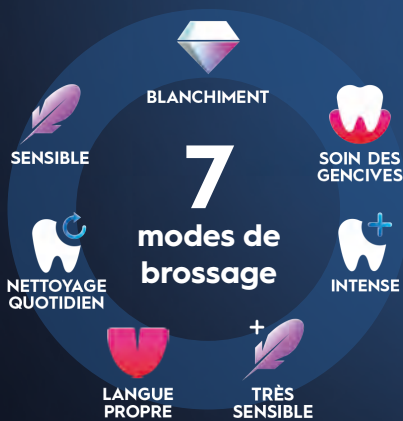 BLANCHIMENT
SENSIBLE
SOIN DES
GENCIVES
7
modes de
brossage
NETTOYAGE
QUOTIDIEN
INTENSE
LANGUE
PROPRE
TRÈS
SENSIBLE